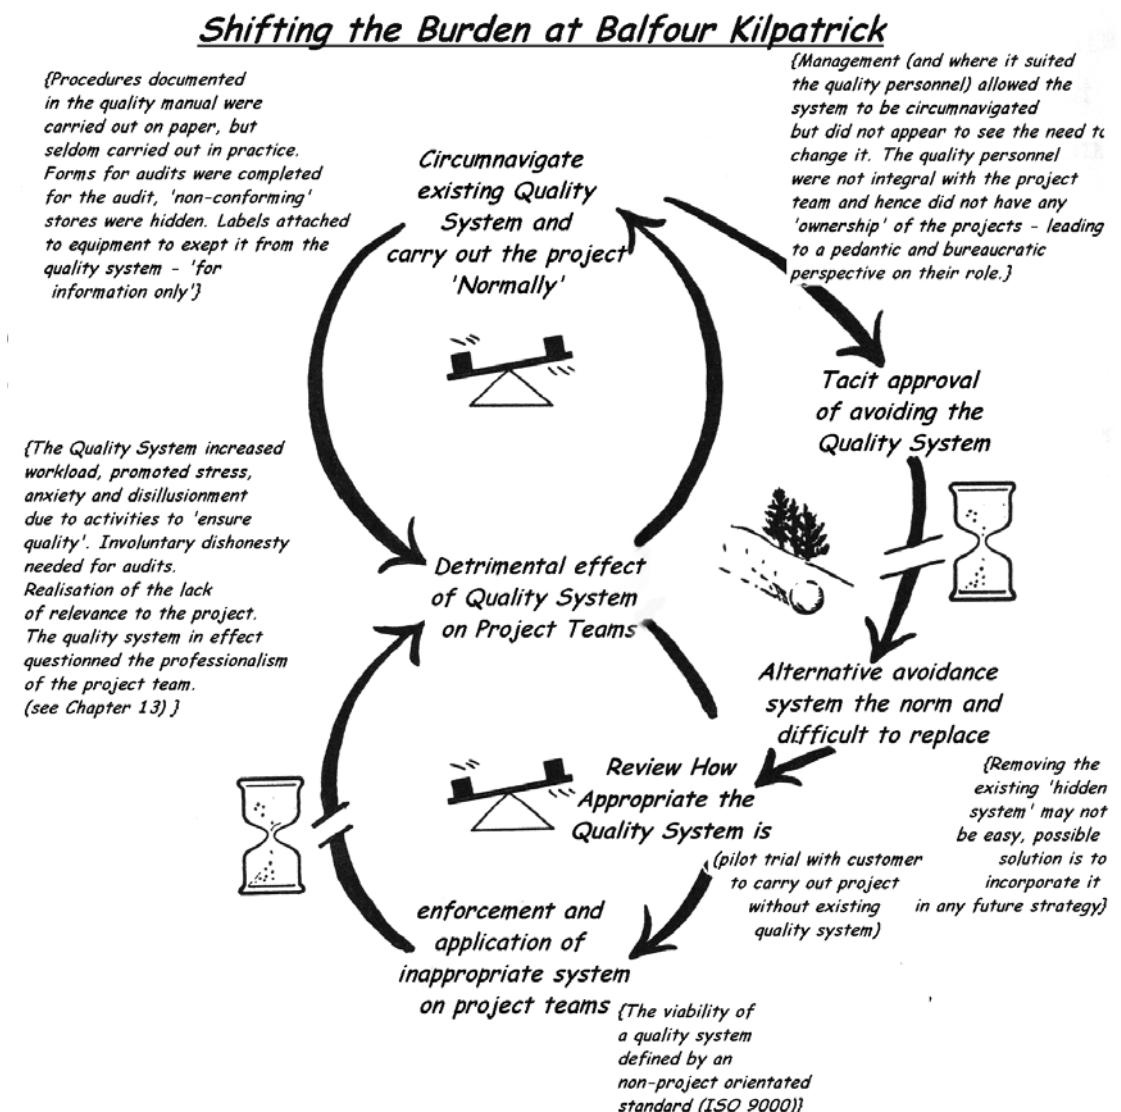 Shifting the Burden at Balfour Kilpatrick
{Procedures documented
in the quality manual were
carried out on paper, but
seldom carried out in practice.
Forms for audits were completed
for the audit, 'non-conforming'
stores were hidden. Labels attached
to equipment to exept it from the
quality system - 'for
information only'}
Circumnavigate
existing Quality
System and
carry out the project
'Normally'
{Management (and where it suited
the quality personnel) allowed the
system to be circumnavigated
but did not appear to see the need to
change it. The quality personnel
were not integral with the project
team and hence did not have any
'ownership' of the projects - leading
to a pedantic and bureaucratic
perspective on their role.}
Tacit approval
of avoiding the
Quality System
{The Quality System increased
workload, promoted stress,
anxiety and disillusionment
due to activities to 'ensure
quality'. Involuntary dishonesty
needed for audits.
Realisation of the lack
of relevance to the project.
The quality system in effect
questionned the professionalism
of the project team.
(see Chapter 13) }
Detrimental effect
of Quality System
on Project Teams
Alternative avoidance
system the norm and
difficult to replace
Review How
Appropriate the
Quality System is
(pilot trial with customer
to carry out project
without existing
quality system)
{Removing the
existing 'hidden
system' may not
be easy, possible
solution is to
incorporate it
in any future strategy}
enforcement and
application of
inappropriate system
on project teams
{The viability of
a quality system
defined by an
non-project orientated
standard (ISO 9000)}